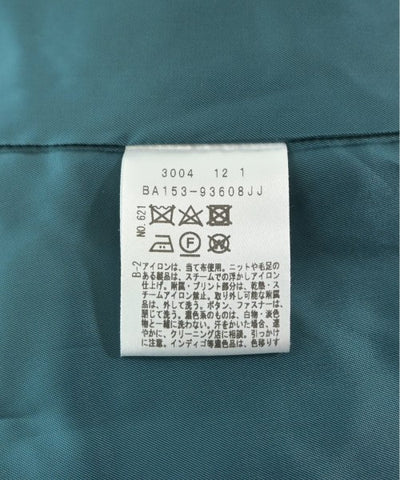 3004 12 1
BA153-93608JJ
NO.621
F
W
B-2
アイロンは、当て布使用。ニットや毛足の
ある製品は、スチームでの浮かしアイロン
仕上げ。附属・プリント部分は、乾熱・ス
チームアイロン禁止。取り外し可能な附属
品は、外して洗う。ボタン、ファスナーは、
閉じて洗う。濃色系のものは、白物・淡色
物と一緒に洗わない。汗をかいた場合、速
やかに、クリーニング店に相談。引っかけ
に注意。インディゴ等濃色品は、色移りす